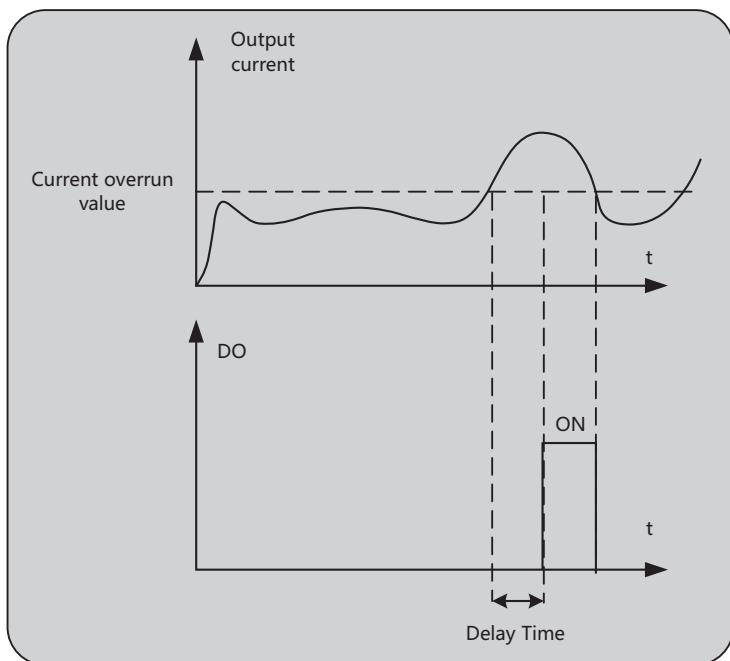 Output
current
Current overrun
value
t
DO
ON
t
Delay Time